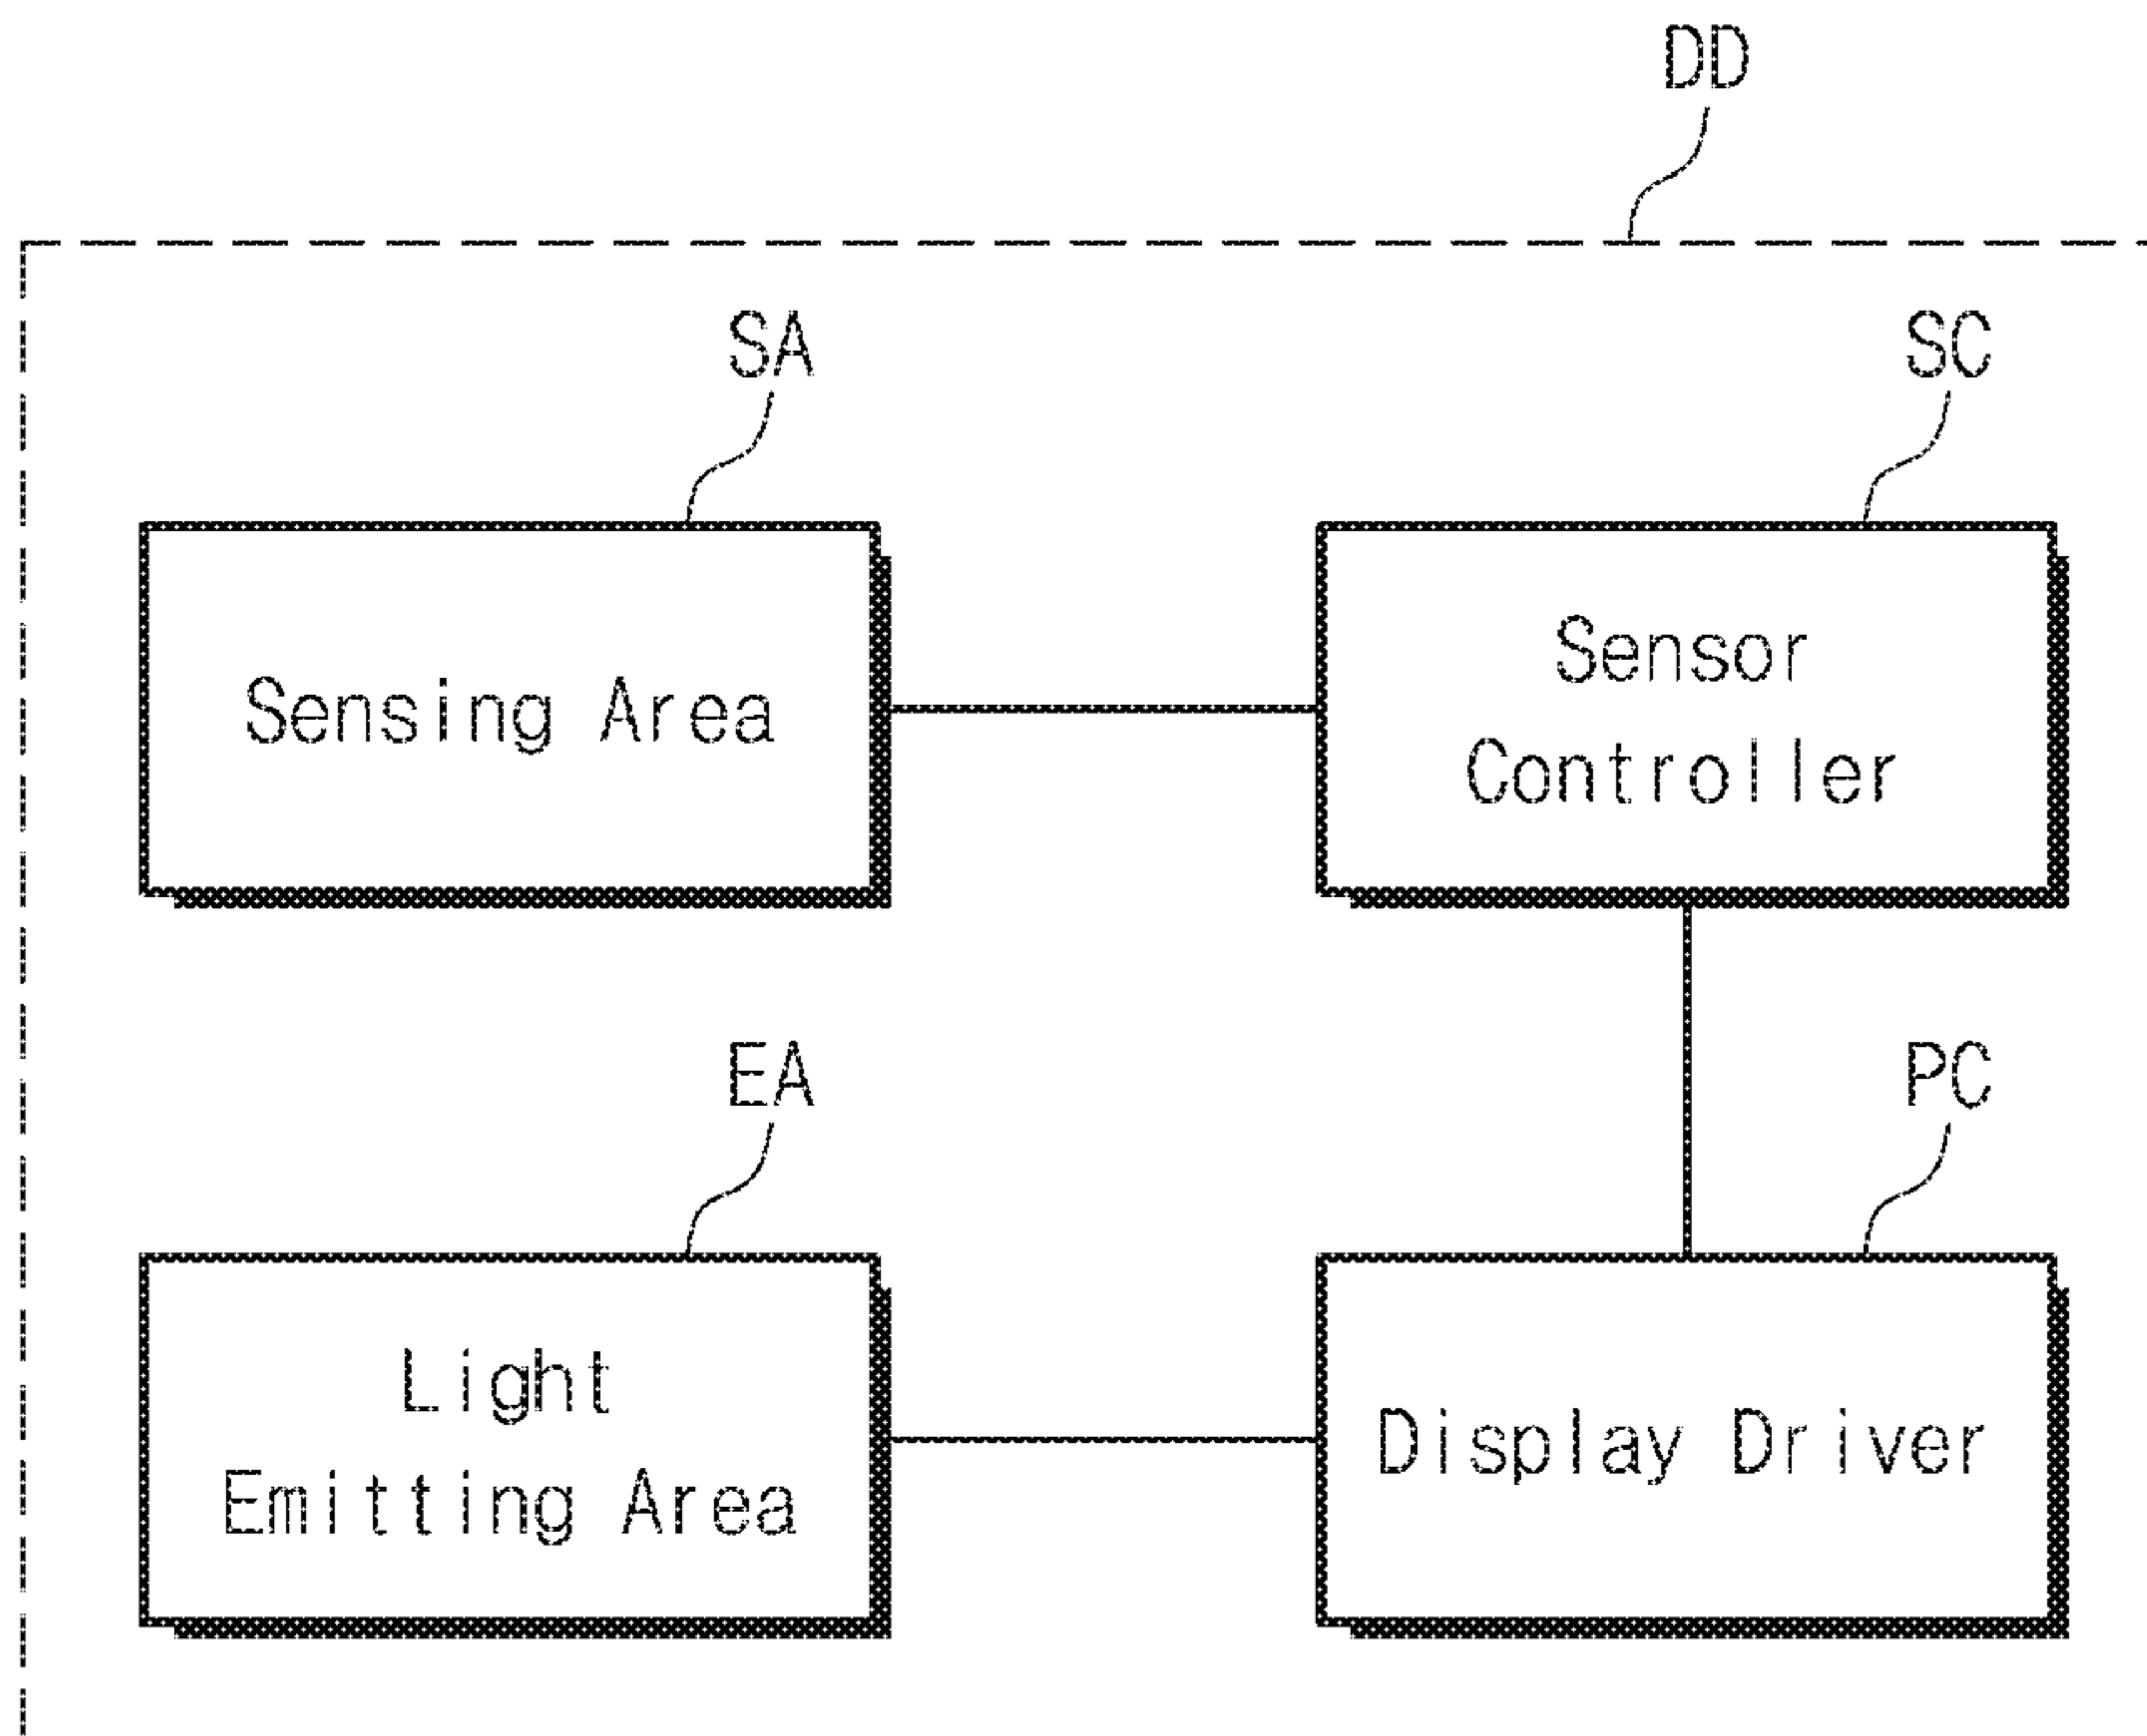 DD
SA
SC
Sensing Area
Sensor
Controller
EA
PC
Light
Emitting Area
Display Driver